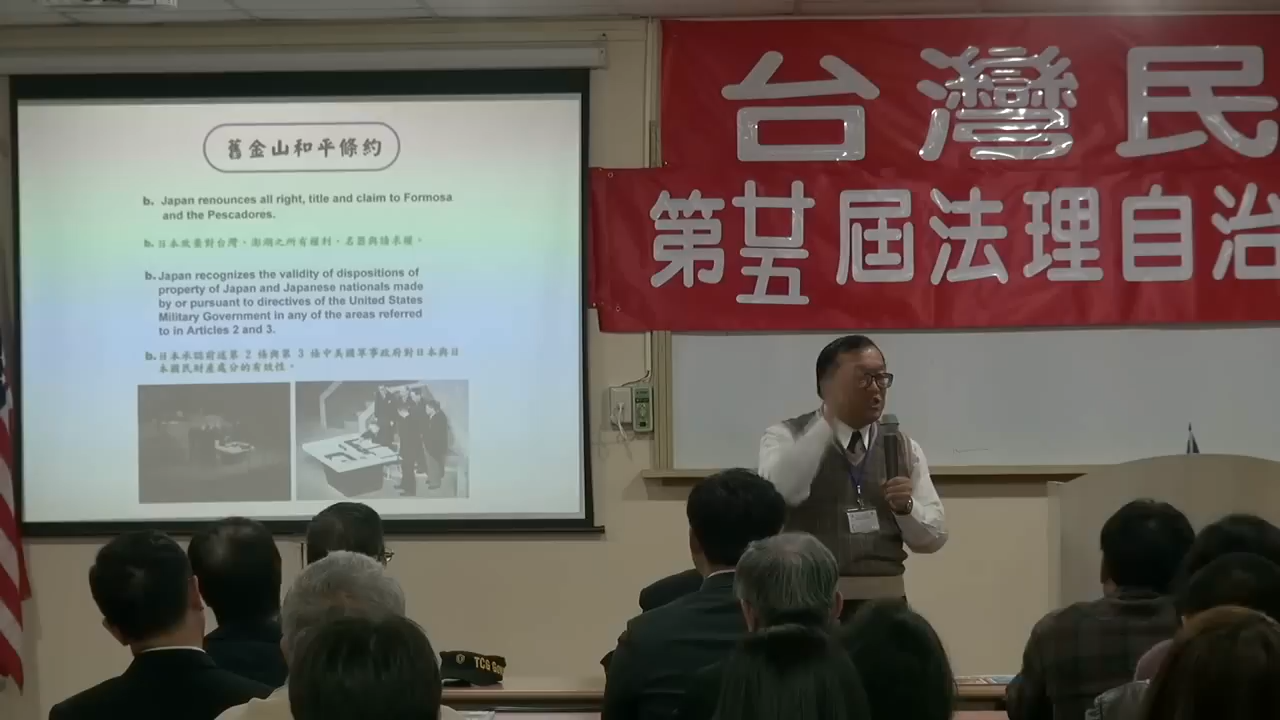 舊金山和平條約
b. Japan renounces all right, title and claim to Formosa
and the Pescadores.
b. 日本放棄對台灣、澎湖之所有權利、名器與請求權。
b. Japan recognizes the validity of dispositions of
property of Japan and Japanese nationals made
by or pursuant to directives of the United States
Military Government in any of the areas referred
to in Articles 2 and 3.
b. 日本承認前述第 2 條與第 3 條中美國軍事政府對日本與日
本國民財產處分的有效性。
台灣民
第廿五屆法理自治
TCG